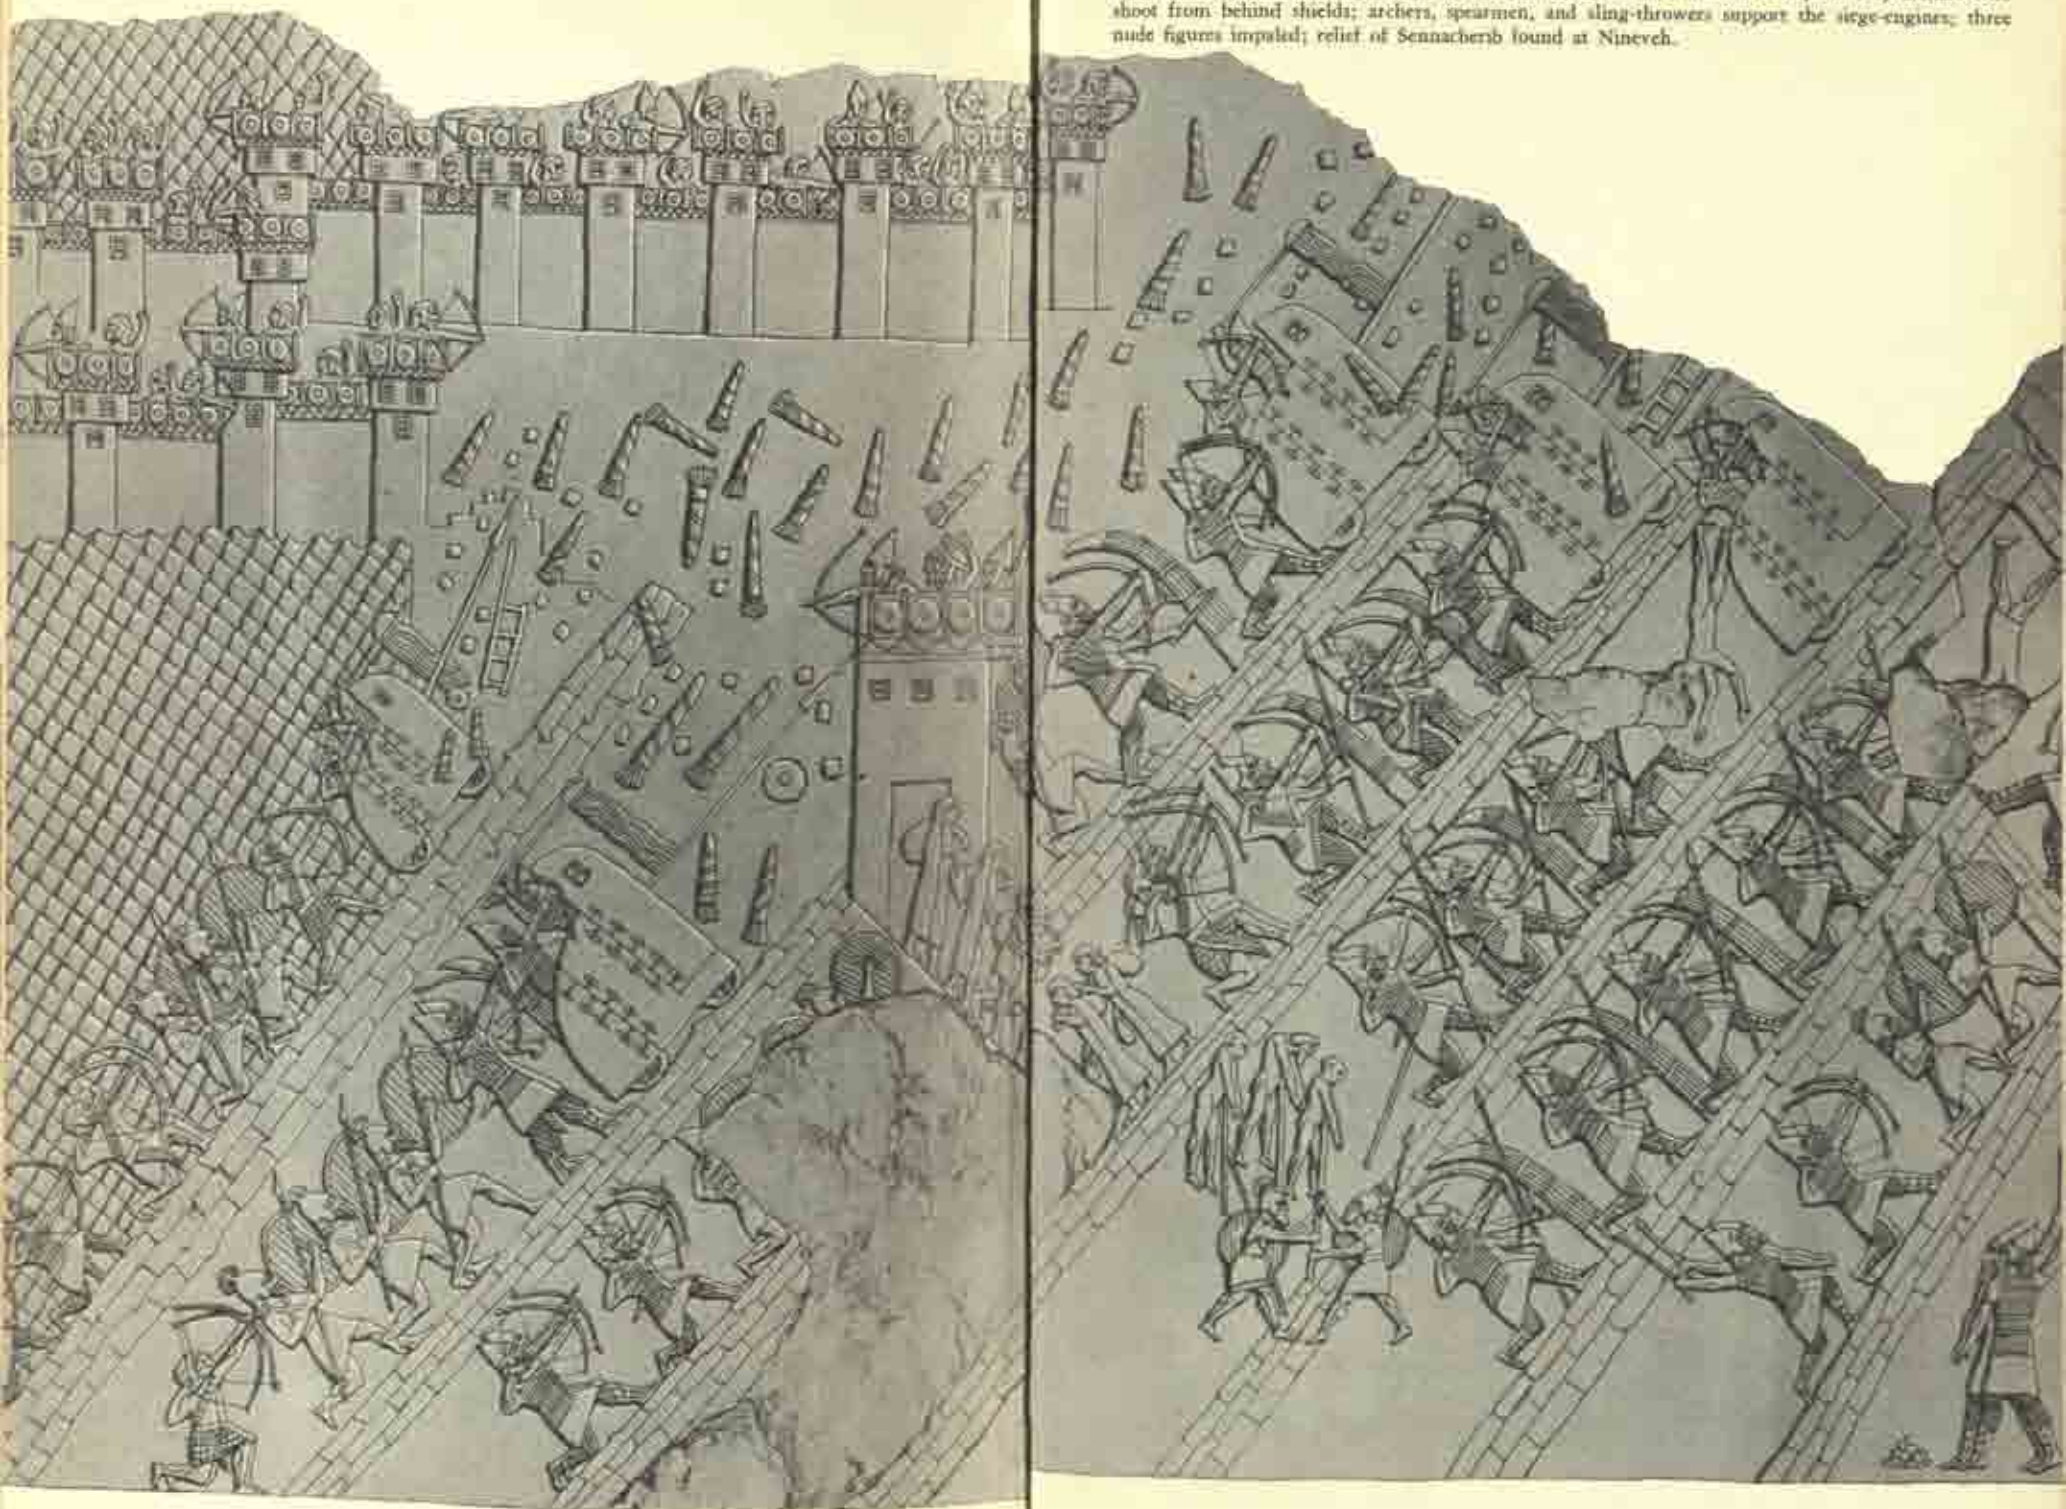 shoot from behind shields; archers, spearmen, and sling-throwers support the siege-engines; three
nude figures impaled; relief of Sennacherib found at Nineveh.